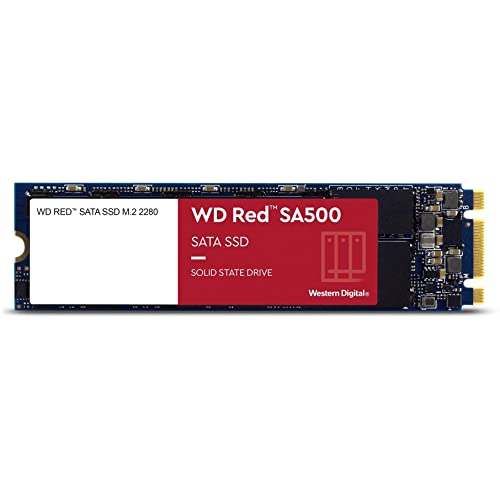 WD RED™ SATA SSD M.2 2280
WD Red™ SA500
SATA SSD
SOLID STATE DRIVE
Western Digital®